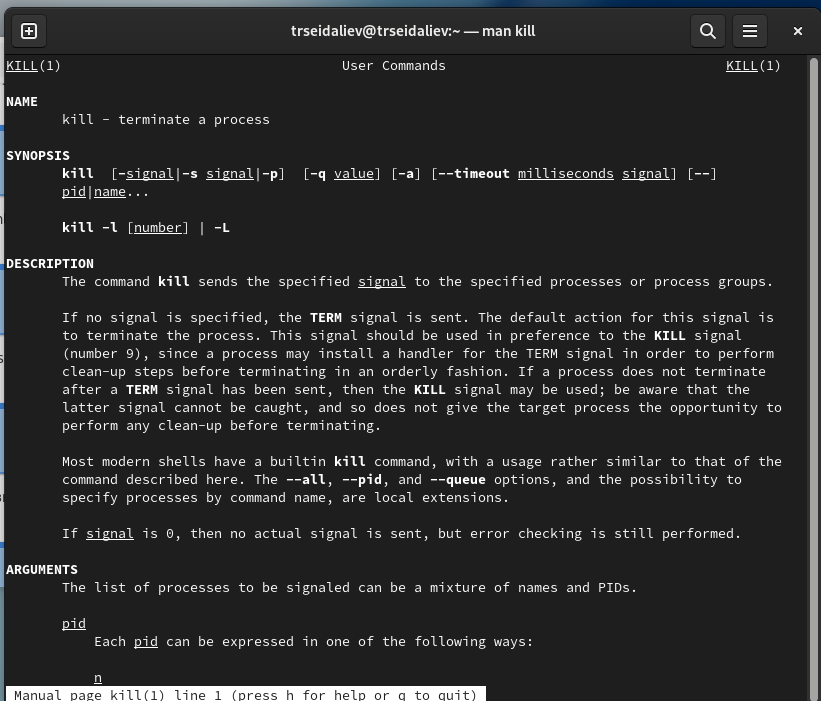 trseidaliev@trseidaliev:~ — man kill
KILL(1) User Commands KILL(1)
NAME
kill - terminate a process
SYNOPSIS
kill [-signal|-s signal|-p] [-q value] [-a] [--timeout milliseconds signal] [--]
pid|name...
kill -l [number] | -L
DESCRIPTION
The command kill sends the specified signal to the specified processes or process groups.
If no signal is specified, the TERM signal is sent. The default action for this signal is
to terminate the process. This signal should be used in preference to the KILL signal
(number 9), since a process may install a handler for the TERM signal in order to perform
clean-up steps before terminating in an orderly fashion. If a process does not terminate
after a TERM signal has been sent, then the KILL signal may be used; be aware that the
latter signal cannot be caught, and so does not give the target process the opportunity to
perform any clean-up before terminating.
Most modern shells have a builtin kill command, with a usage rather similar to that of the
command described here. The --all, --pid, and --queue options, and the possibility to
specify processes by command name, are local extensions.
If signal is 0, then no actual signal is sent, but error checking is still performed.
ARGUMENTS
The list of processes to be signaled can be a mixture of names and PIDs.
pid
Each pid can be expressed in one of the following ways:
n
Manual page kill(1) line 1 (press h for help or q to quit)